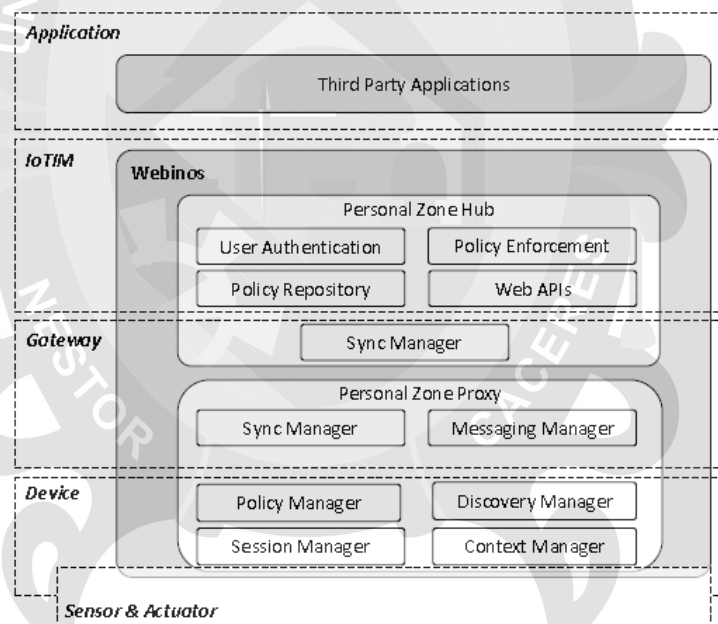 Application
Third Party Applications
IoTIM
Webinos
Personal Zone Hub
User Authentication
Policy Enforcement
Policy Repository
Web APIs
Gateway
Sync Manager
Personal Zone Proxy
Sync Manager
Messaging Manager
Device
Policy Manager
Discovery Manager
Session Manager
Context Manager
Sensor & Actuator
NESTOR
CACERES